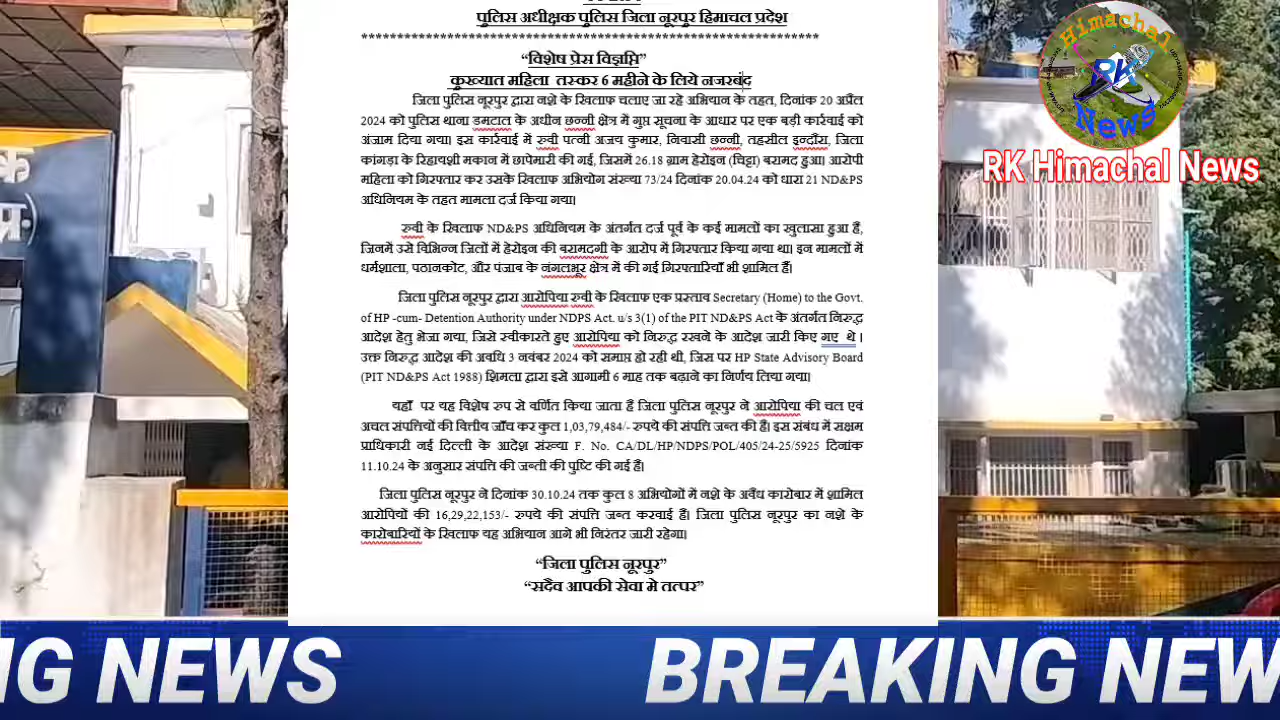 पुलिस अधीक्षक पुलिस जिला नूरपुर हिमाचल प्रदेश
****************************************************************
“विशेष प्रेस विज्ञप्ति”
कुख्यात महिला तस्कर 6 महीने के लिये नजरबंद
जिला पुलिस नूरपुर द्वारा नशे के खिलाफ चलाए जा रहे अभियान के तहत, दिनांक 20 अप्रैल
2024 को पुलिस थाना डमटाल के अधीन छन्नी क्षेत्र में गुप्त सूचना के आधार पर एक बड़ी कार्रवाई को
अंजाम दिया गया। इस कार्रवाई में रुवी पत्नी अजय कुमार, निवासी छन्नी, तहसील इन्दौरा, जिला
कांगड़ा के रिहायशी मकान में छापेमारी की गई, जिसमें 26.18 ग्राम हेरोइन (चिट्टा) बरामद हुआ। आरोपी
महिला को गिरफ्तार कर उसके खिलाफ अभियोग संख्या 73/24 दिनांक 20.04.24 को धारा 21 ND&PS
अधिनियम के तहत मामला दर्ज किया गया।
रुवी के खिलाफ ND&PS अधिनियम के अंतर्गत दर्ज पूर्व के कई मामलों का खुलासा हुआ है,
जिनमें उसे विभिन्न जिलों में हेरोइन की बरामदगी के आरोप में गिरफ्तार किया गया था। इन मामलों में
धर्मशाला, पठानकोट, और पंजाब के नंगलभूर क्षेत्र में की गई गिरफ्तारियाँ भी शामिल हैं।
जिला पुलिस नूरपुर द्वारा आरोपिया रुवी के खिलाफ एक प्रस्ताव Secretary (Home) to the Govt.
of HP -cum- Detention Authority under NDPS Act. u/s 3(1) of the PIT ND&PS Act के अंतर्गत निरुद्ध
आदेश हेतु भेजा गया, जिसे स्वीकारते हुए आरोपिया को निरुद्ध रखने के आदेश जारी किए गए थे।
उक्त निरुद्ध आदेश की अवधि 3 नवंबर 2024 को समाप्त हो रही थी, जिस पर HP State Advisory Board
(PIT ND&PS Act 1988) शिमला द्वारा इसे आगामी 6 माह तक बढ़ाने का निर्णय लिया गया।
यहाँ पर यह विशेष रुप से वर्णित किया जाता है जिला पुलिस नूरपुर ने आरोपिया की चल एवं
अचल संपत्तियों की वित्तीय जाँच कर कुल 1,03,79,484/- रुपये की संपत्ति जब्त की है। इस संबंध में सक्षम
प्राधिकारी नई दिल्ली के आदेश संख्या F. No. CA/DL/HP/NDPS/POL/405/24-25/5925 दिनांक
11.10.24 के अनुसार संपत्ति की जब्ती की पुष्टि की गई है।
जिला पुलिस नूरपुर ने दिनांक 30.10.24 तक कुल 8 अभियोगों में नशे के अवैध कारोबार में शामिल
आरोपियों की 16,29,22,153/- रुपये की संपत्ति जब्त करवाई है। जिला पुलिस नूरपुर का नशे के
कारोबारियों के खिलाफ यह अभियान आगे भी निरंतर जारी रहेगा।
“जिला पुलिस नूरपुर”
“सदैव आपकी सेवा मे तत्पर”
Himachal
RK
News
RK Himachal News
NG NEWS
BREAKING NEW